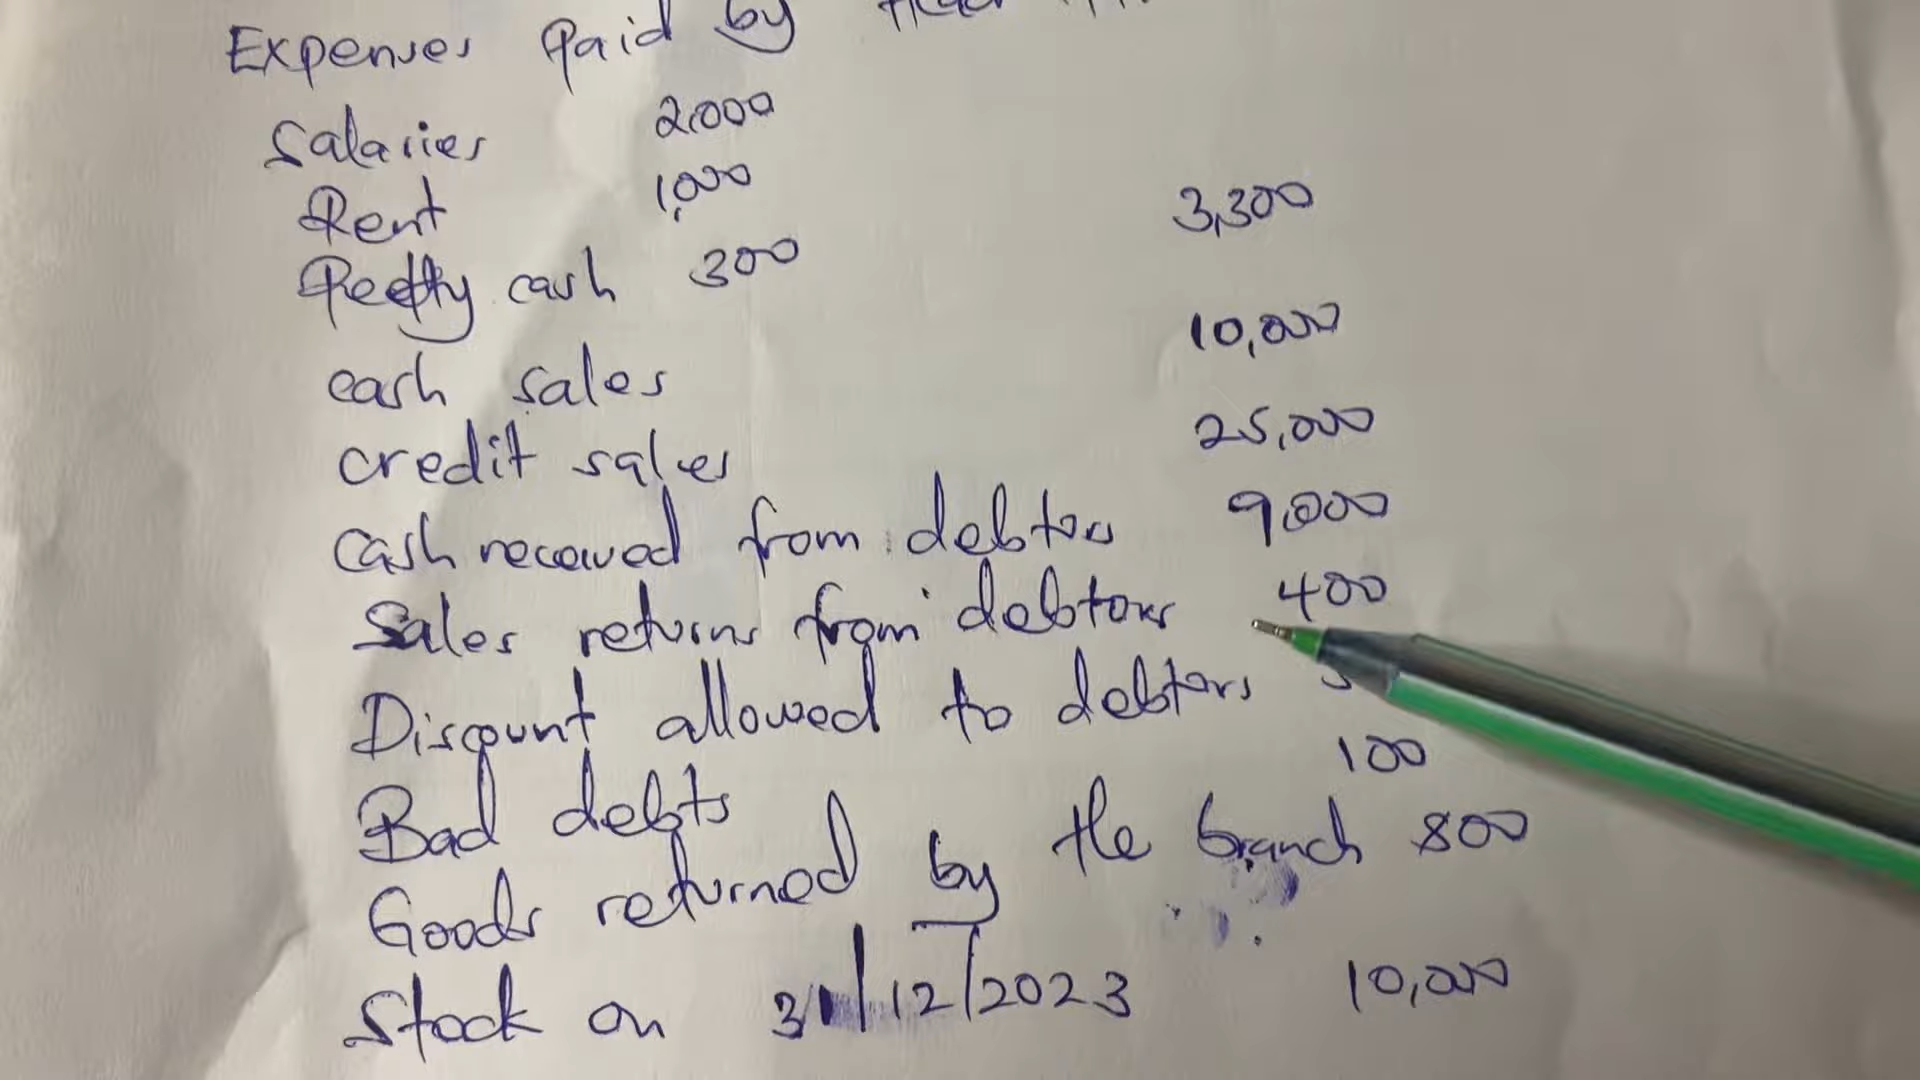 Expenses Paid by
Salaries 2,000
Rent 1,000 3,300
Petty cash 300
cash sales 10,000
credit sales 25,000
Cash received from debtors 9,000
Sales returns from debtors 400
Discount allowed to debtors
Bad debts 100
Goods returned by the branch 800
Stock on 31/12/2023 10,000